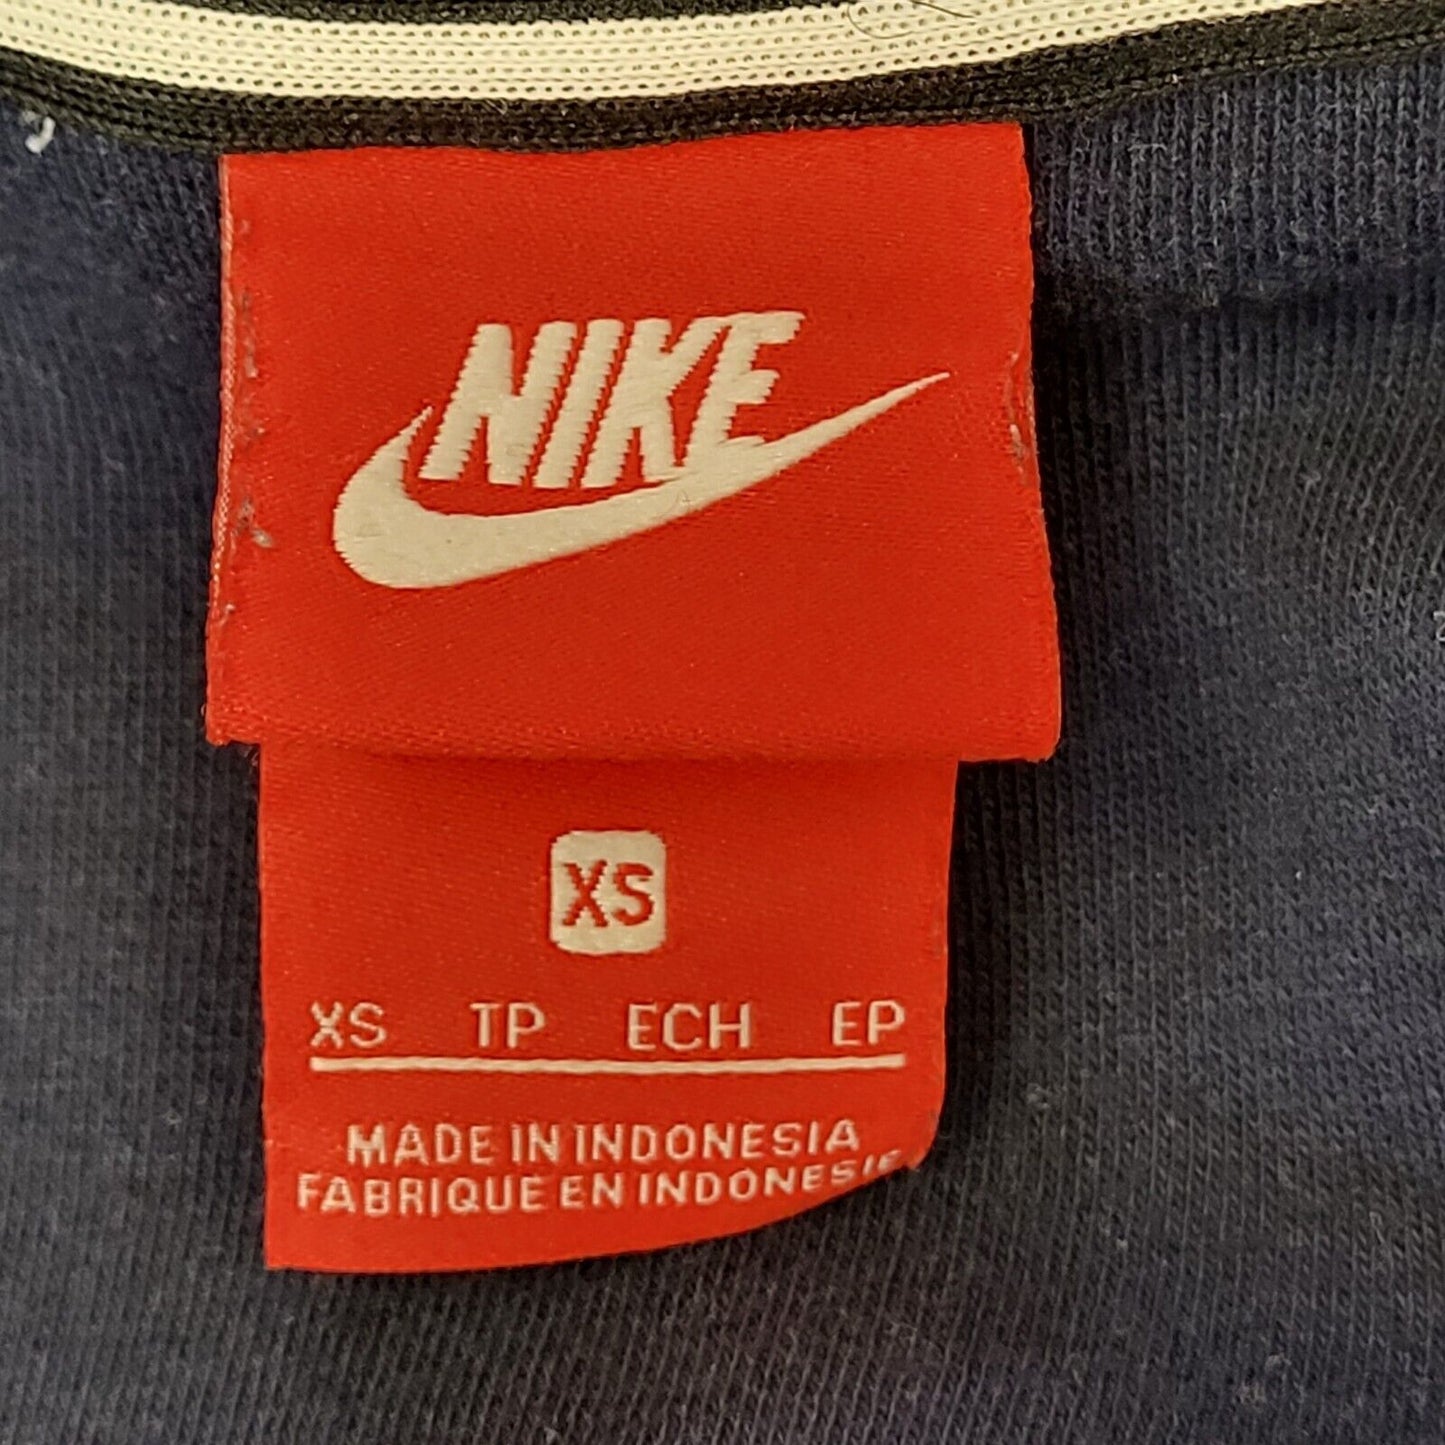 NIKE
XS
XS TP ECH EP
MADE IN INDONESIA
FABRIQUE EN INDONESIE